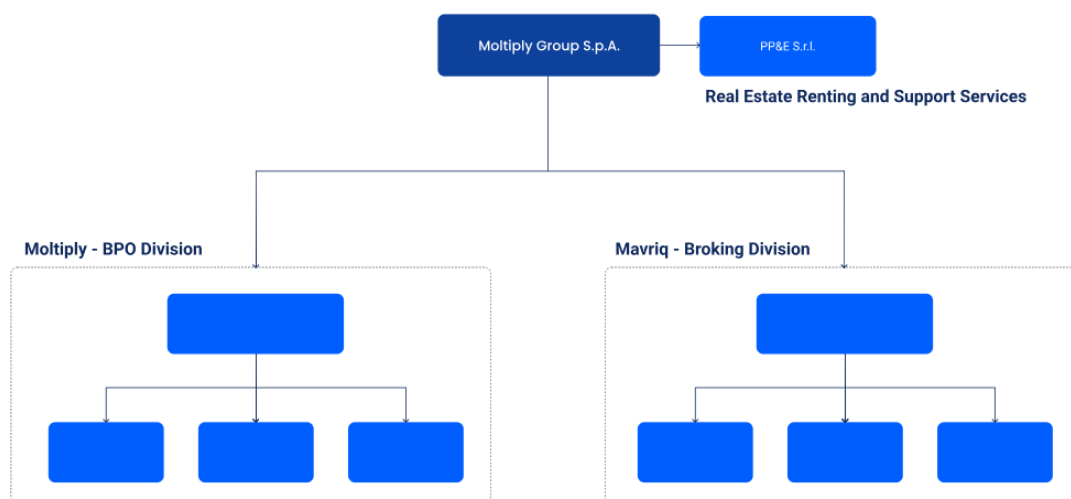 Moltiply Group S.p.A.
PP&E S.r.l.
Real Estate Renting and Support Services
Moltiply - BPO Division
Mavriq - Broking Division